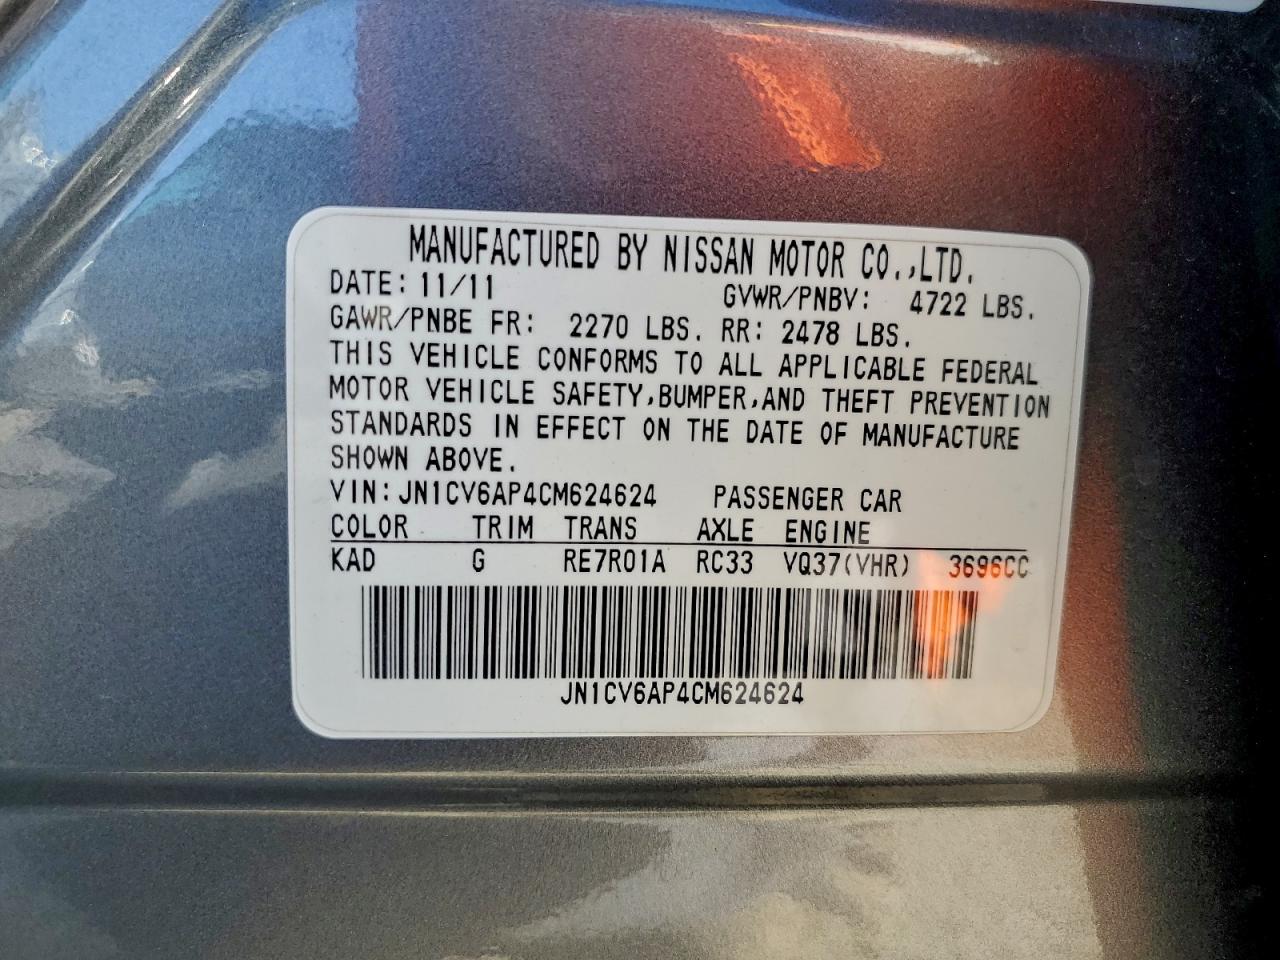 MANUFACTURED BY NISSAN MOTOR CO.,LTD.
DATE: 11/11 GVWR/PNBV: 4722 LBS.
GAWR/PNBE FR: 2270 LBS. RR: 2478 LBS.
THIS VEHICLE CONFORMS TO ALL APPLICABLE FEDERAL
MOTOR VEHICLE SAFETY,BUMPER,AND THEFT PREVENTION
STANDARDS IN EFFECT ON THE DATE OF MANUFACTURE
SHOWN ABOVE.
VIN:JN1CV6AP4CM624624 PASSENGER CAR
COLOR TRIM TRANS AXLE ENGINE
KAD G RE7R01A RC33 VQ37(VHR) 3696CC
JN1CV6AP4CM624624